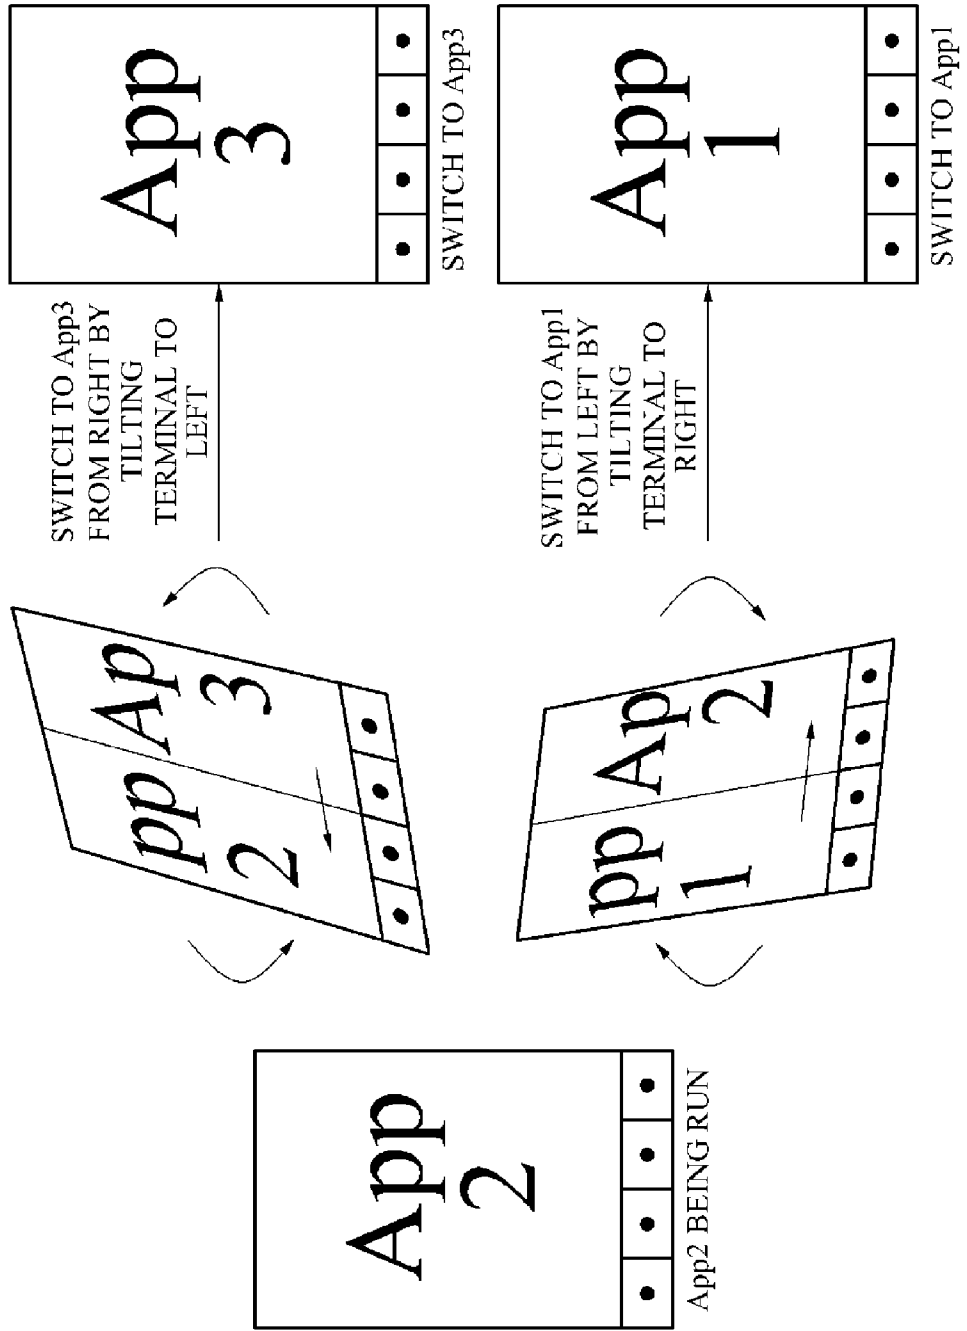 App
2
App2 BEING RUN
pp
2
Ap
3
SWITCH TO App3
FROM RIGHT BY
TILTING
TERMINAL TO
LEFT
App
3
SWITCH TO App3
pp
1
Ap
2
SWITCH TO App1
FROM LEFT BY
TILTING
TERMINAL TO
RIGHT
App
1
SWITCH TO App1